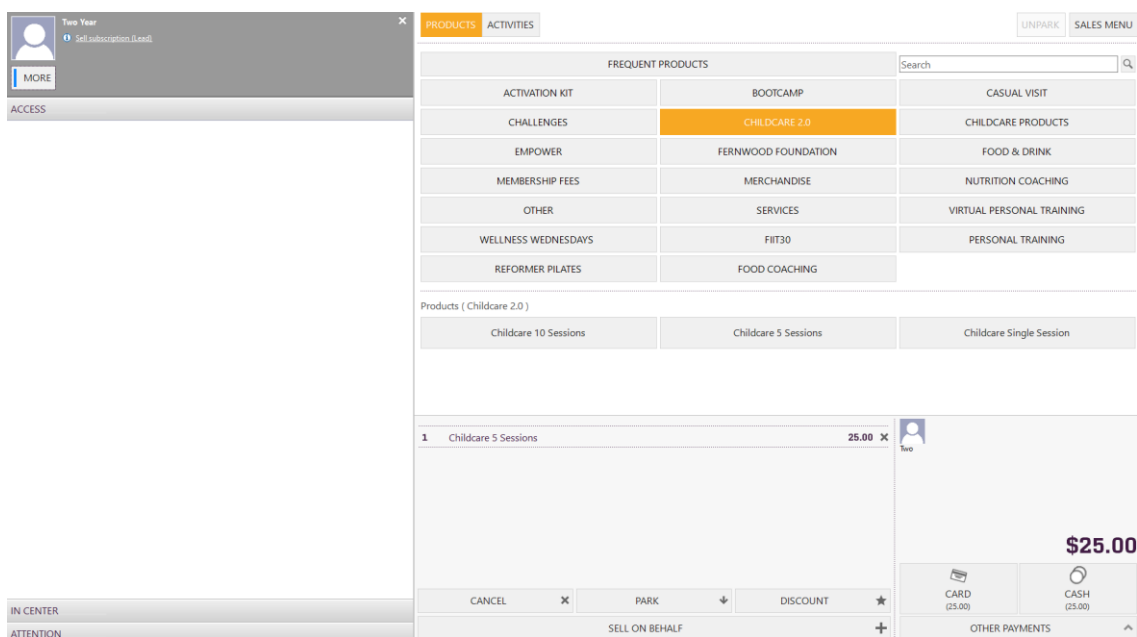 Two Year
Sell subscription (Lead)
MORE
ACCESS
IN CENTER
ATTENTION
PRODUCTS
ACTIVITIES
UNPARK
SALES MENU
FREQUENT PRODUCTS
Search
ACTIVATION KIT
BOOTCAMP
CASUAL VISIT
CHALLENGES
CHILDCARE 2.0
CHILDCARE PRODUCTS
EMPOWER
FERNWOOD FOUNDATION
FOOD & DRINK
MEMBERSHIP FEES
MERCHANDISE
NUTRITION COACHING
OTHER
SERVICES
VIRTUAL PERSONAL TRAINING
WELLNESS WEDNESDAYS
FIIT30
PERSONAL TRAINING
REFORMER PILATES
FOOD COACHING
Products ( Childcare 2.0 )
Childcare 10 Sessions
Childcare 5 Sessions
Childcare Single Session
1 Childcare 5 Sessions 25.00
Two
$25.00
CANCEL
PARK
DISCOUNT
CARD
(25.00)
CASH
(25.00)
SELL ON BEHALF
OTHER PAYMENTS